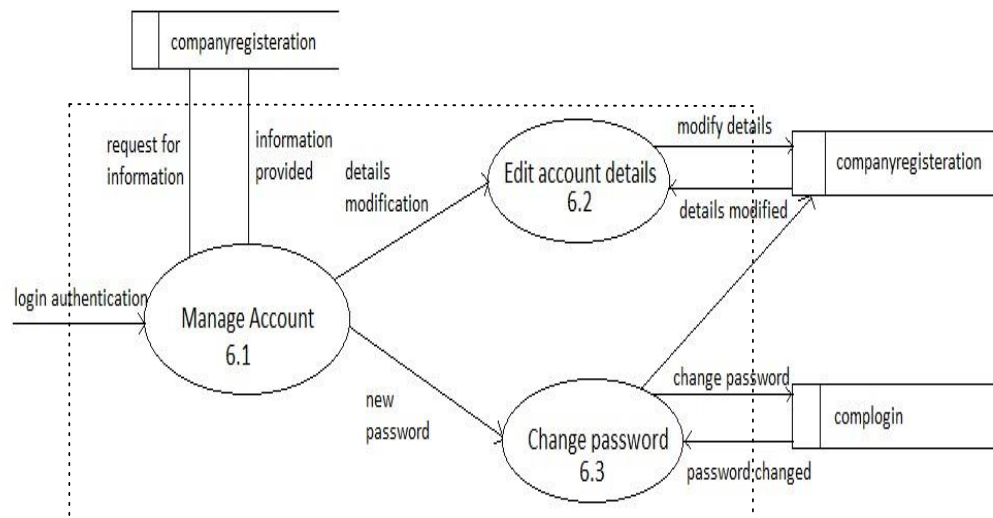 companyregisteration
request for
information
information
provided
details
modification
modify details
Edit account details
6.2
companyregisteration
details modified
login authentication
Manage Account
6.1
new
password
change password
Change password
6.3
complogin
password changed